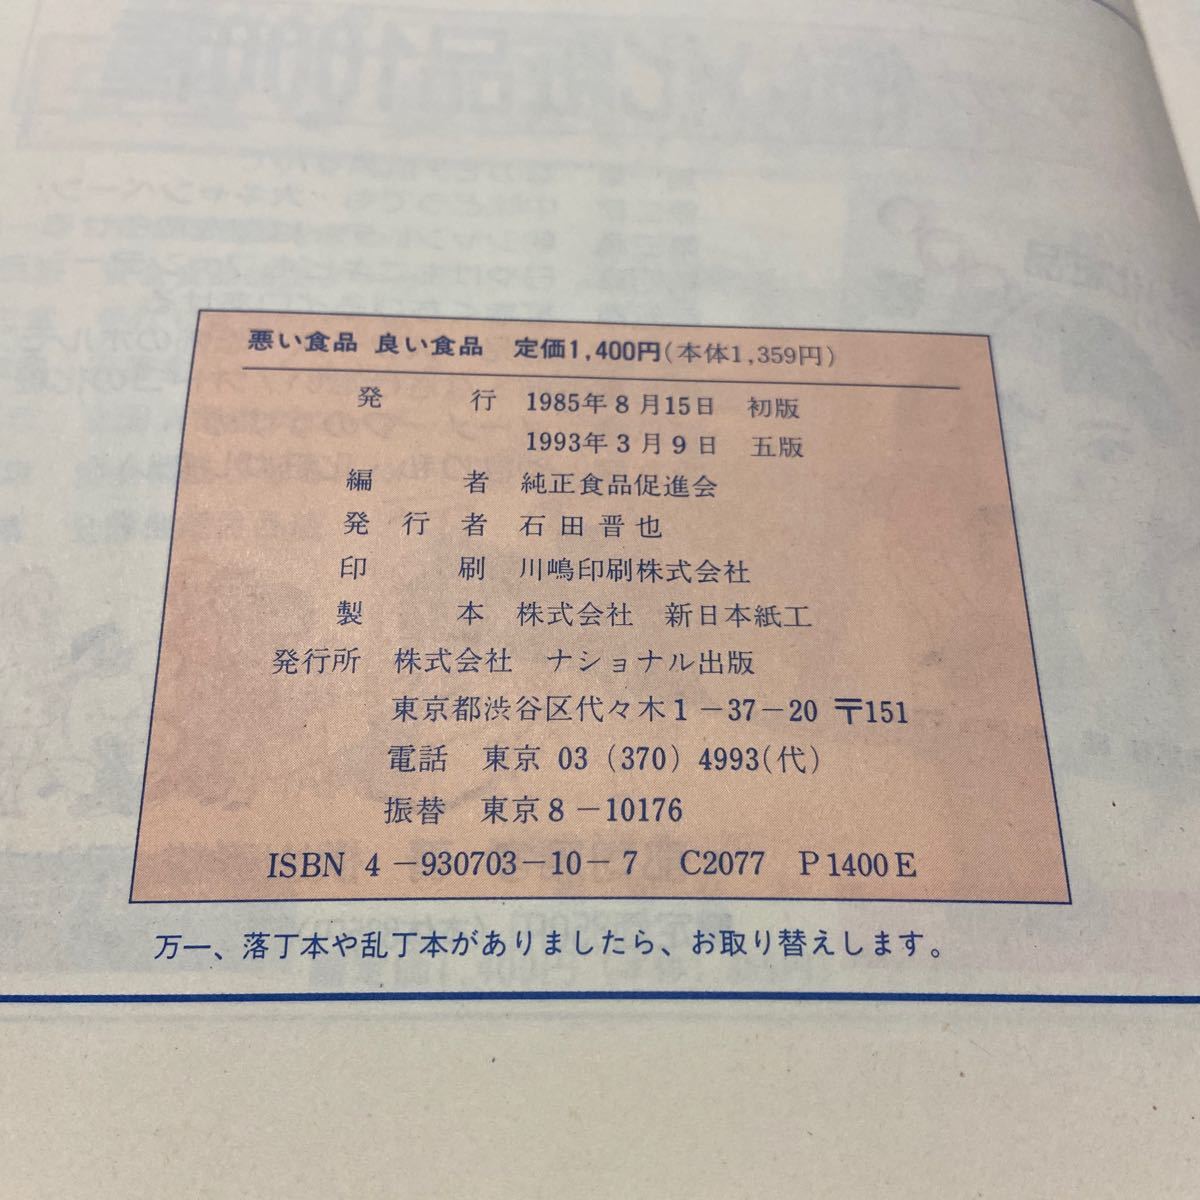 悪い食品 良い食品 定価1,400円(本体1,359円)
発行 1985年8月15日 初版
1993年3月9日 五版
編者 純正食品促進会
発行者 石田晋也
印刷 川嶋印刷株式会社
製本 株式会社 新日本紙工
発行所 株式会社 ナショナル出版
東京都渋谷区代々木1-37-20 〒151
電話 東京 03 (370) 4993(代)
振替 東京8-10176
ISBN 4-930703-10-7 C2077 P1400E
万一、落丁本や乱丁本がありましたら、お取り替えします。